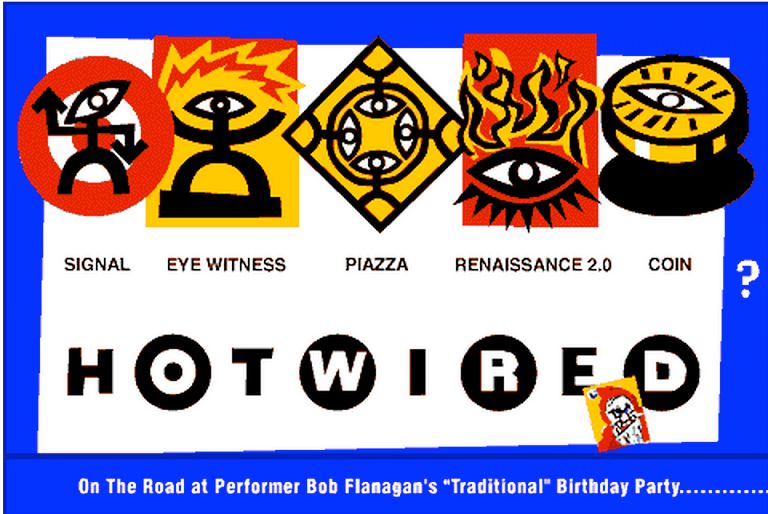 SIGNAL EYE WITNESS PIAZZA RENAISSANCE 2.0 COIN
?
HOTWIRED
On The Road at Performer Bob Flanagan's "Traditional" Birthday Party..............